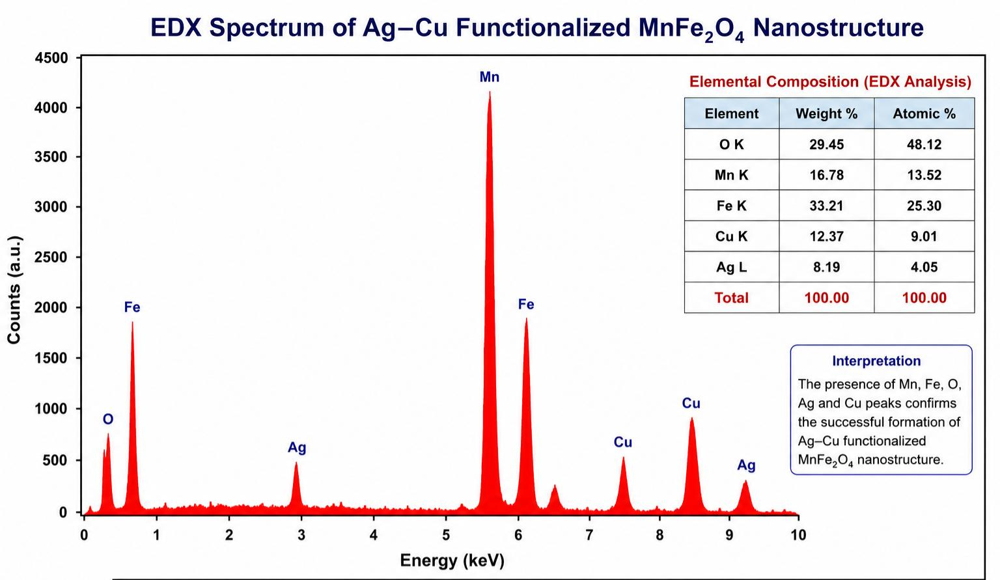 EDX Spectrum of Ag–Cu Functionalized MnFe₂O₄ Nanostructure
4500
4000
3500
3000
2500
2000
1500
1000
500
0
Counts (a.u.)
O
Fe
Ag
Mn
Fe
Cu
Cu
Ag
0 1 2 3 4 5 6 7 8 9 10
Energy (keV)
Elemental Composition (EDX Analysis)
Element Weight % Atomic %
O K 29.45 48.12
Mn K 16.78 13.52
Fe K 33.21 25.30
Cu K 12.37 9.01
Ag L 8.19 4.05
Total 100.00 100.00
Interpretation
The presence of Mn, Fe, O,
Ag and Cu peaks confirms
the successful formation of
Ag–Cu functionalized
MnFe₂O₄ nanostructure.